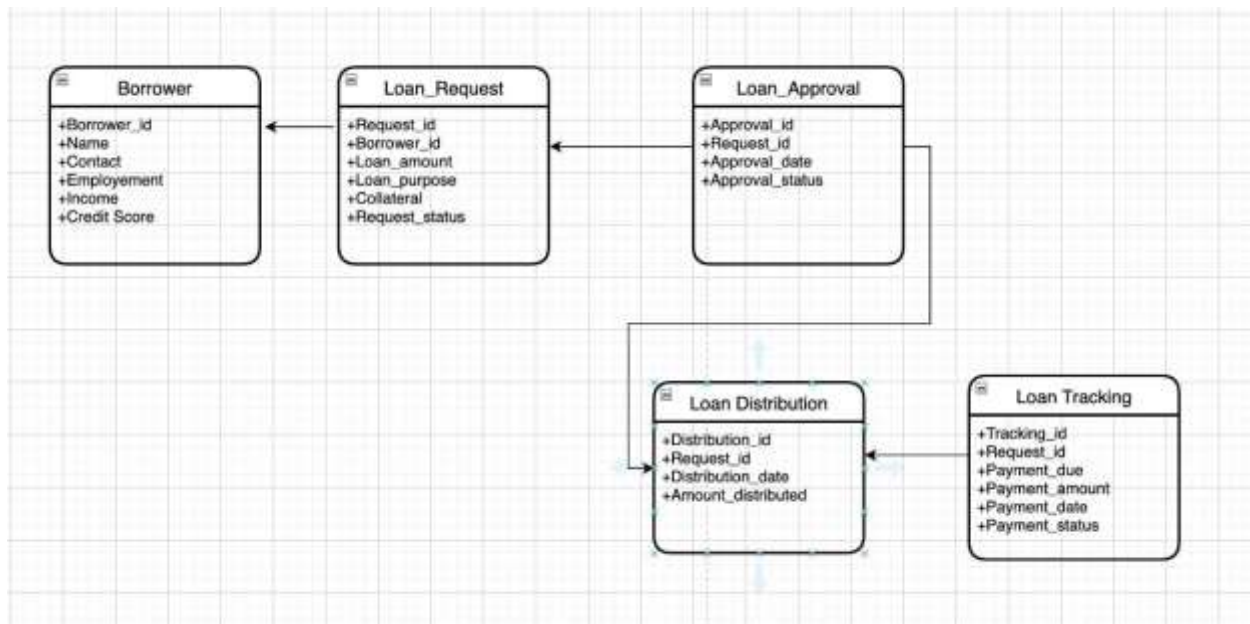 Borrower
+Borrower_id
+Name
+Contact
+Employement
+Income
+Credit Score
Loan_Request
+Request_id
+Borrower_id
+Loan_amount
+Loan_purpose
+Collateral
+Request_status
Loan_Approval
+Approval_id
+Request_id
+Approval_date
+Approval_status
Loan Distribution
+Distribution_id
+Request_id
+Distribution_date
+Amount_distributed
Loan Tracking
+Tracking_id
+Request_id
+Payment_due
+Payment_amount
+Payment_date
+Payment_status